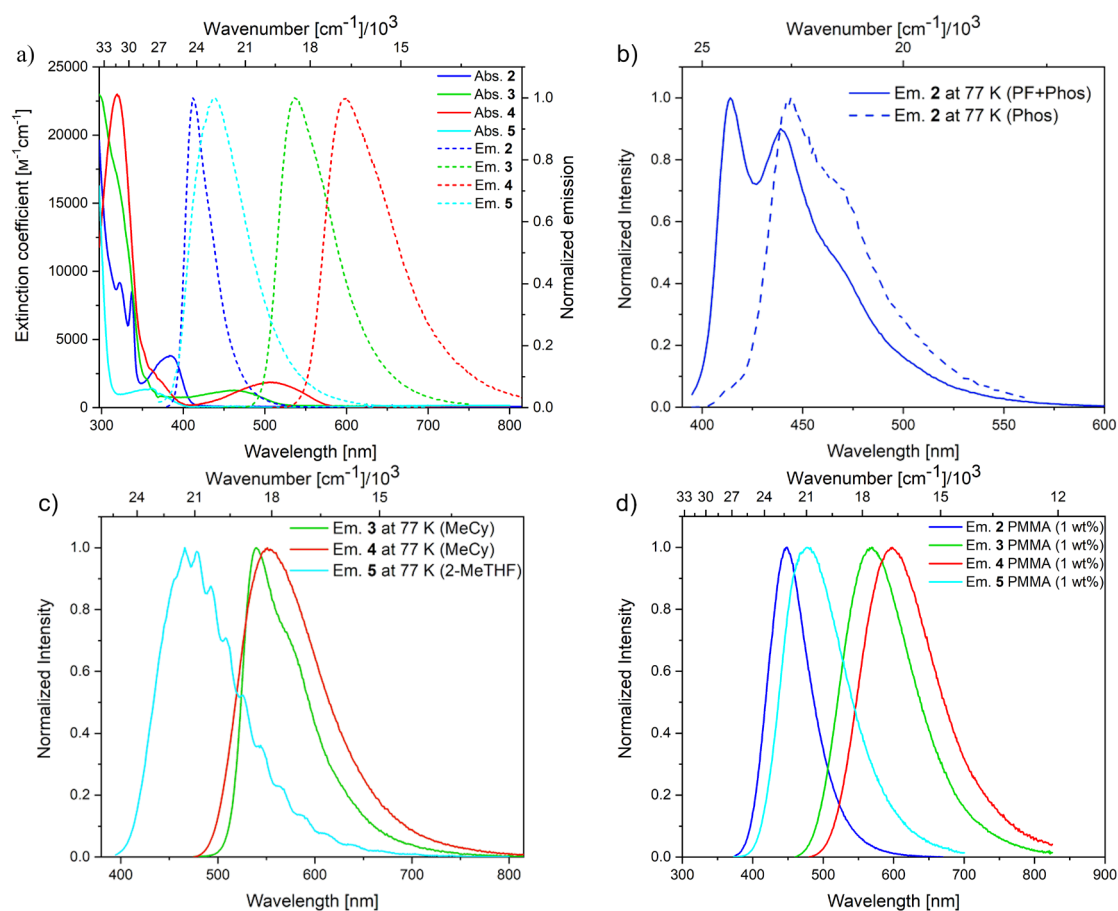 a)
Wavenumber [cm⁻¹]/10³
33 30 27 24 21 18 15
25000
20000
15000
10000
5000
0
Extinction coefficient [M⁻¹cm⁻¹]
Abs. 2
Abs. 3
Abs. 4
Abs. 5
Em. 2
Em. 3
Em. 4
Em. 5
1.0
0.8
0.6
0.4
0.2
0.0
Normalized emission
300 400 500 600 700 800
Wavelength [nm]
b)
Wavenumber [cm⁻¹]/10³
25 20
1.0
0.8
0.6
0.4
0.2
0.0
Normalized Intensity
Em. 2 at 77 K (PF+Phos)
Em. 2 at 77 K (Phos)
400 450 500 550 600
Wavelength [nm]
c)
Wavenumber [cm⁻¹]/10³
24 21 18 15
1.0
0.8
0.6
0.4
0.2
0.0
Normalized Intensity
Em. 3 at 77 K (MeCy)
Em. 4 at 77 K (MeCy)
Em. 5 at 77 K (2-MeTHF)
400 500 600 700 800
Wavelength [nm]
d)
Wavenumber [cm⁻¹]/10³
33 30 27 24 21 18 15 12
1.0
0.8
0.6
0.4
0.2
0.0
Normalized Intensity
Em. 2 PMMA (1 wt%)
Em. 3 PMMA (1 wt%)
Em. 4 PMMA (1 wt%)
Em. 5 PMMA (1 wt%)
300 400 500 600 700 800 900
Wavelength [nm]